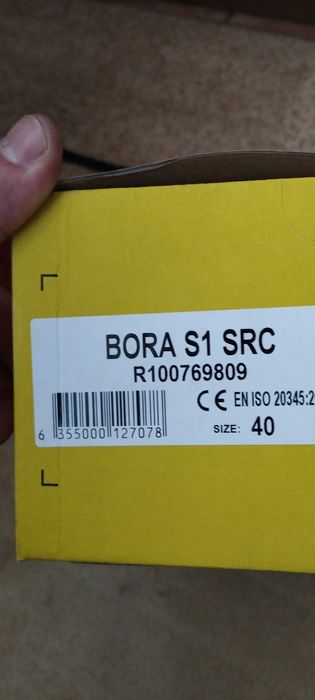 BORA S1 SRC
R100769809
CE EN ISO 20345:2
6 355000 127078
SIZE: 40